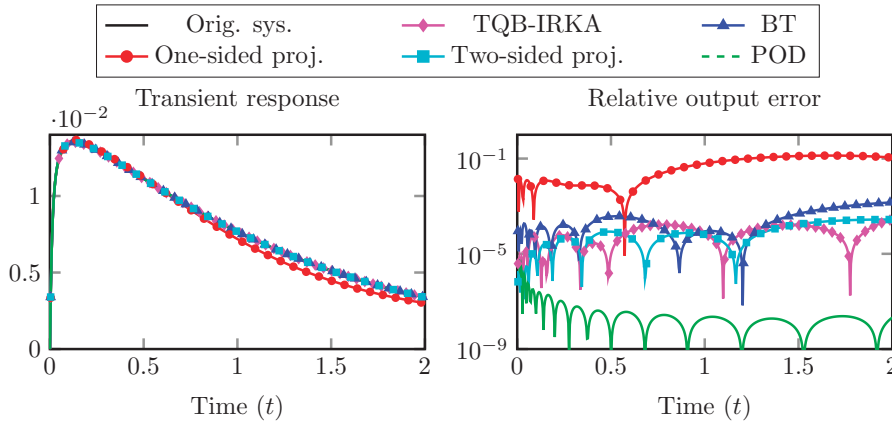 Orig. sys. TQB-IRKA BT
One-sided proj. Two-sided proj. POD
Transient response Relative output error
·10⁻²
1
0.5
0
0 0.5 1 1.5 2
Time (t)
10⁻¹
10⁻⁵
10⁻⁹
0 0.5 1 1.5 2
Time (t)